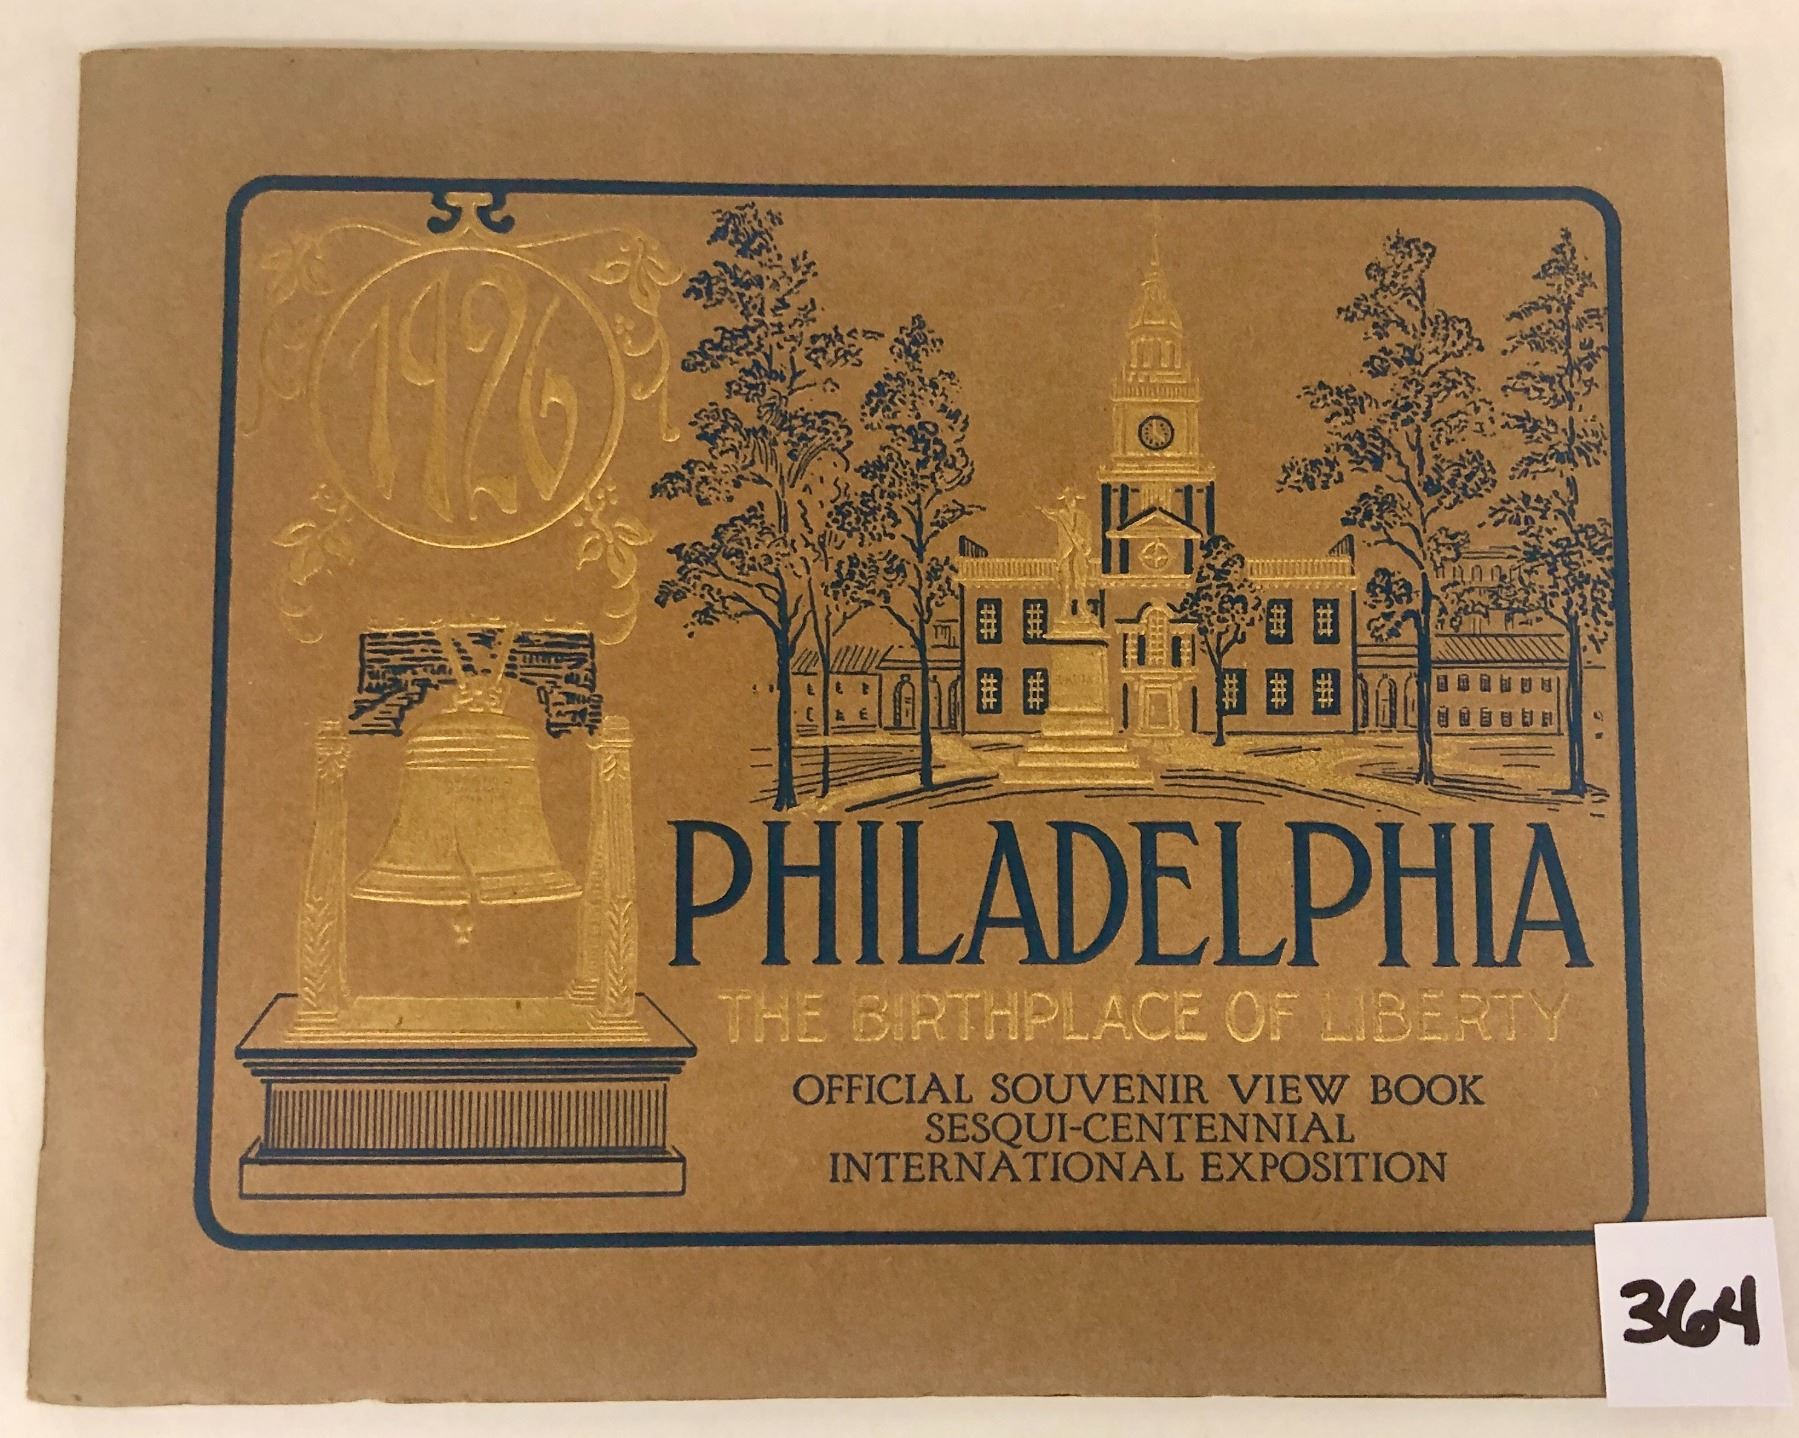 1926
PHILADELPHIA
THE BIRTHPLACE OF LIBERTY
OFFICIAL SOUVENIR VIEW BOOK
SESQUI-CENTENNIAL
INTERNATIONAL EXPOSITION
364